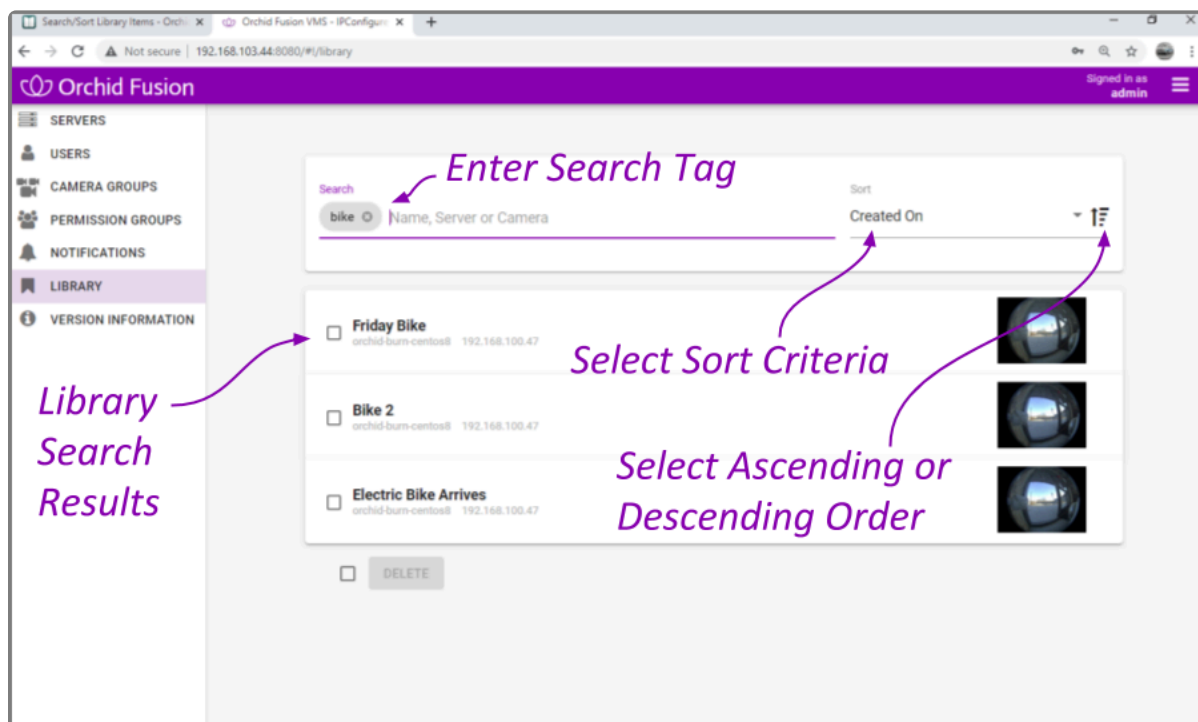 Search/Sort Library Items - Orchi
Orchid Fusion VMS - IPConfigure
Not secure | 192.168.103.44:8080/#!/library
Orchid Fusion
Signed in as
admin
SERVERS
USERS
CAMERA GROUPS
PERMISSION GROUPS
NOTIFICATIONS
LIBRARY
VERSION INFORMATION
Enter Search Tag
Search
bike
Name, Server or Camera
Sort
Created On
Friday Bike
orchid-burn-centos8 192.168.100.47
Select Sort Criteria
Library
Search
Results
Bike 2
orchid-burn-centos8 192.168.100.47
Select Ascending or
Descending Order
Electric Bike Arrives
orchid-burn-centos8 192.168.100.47
DELETE